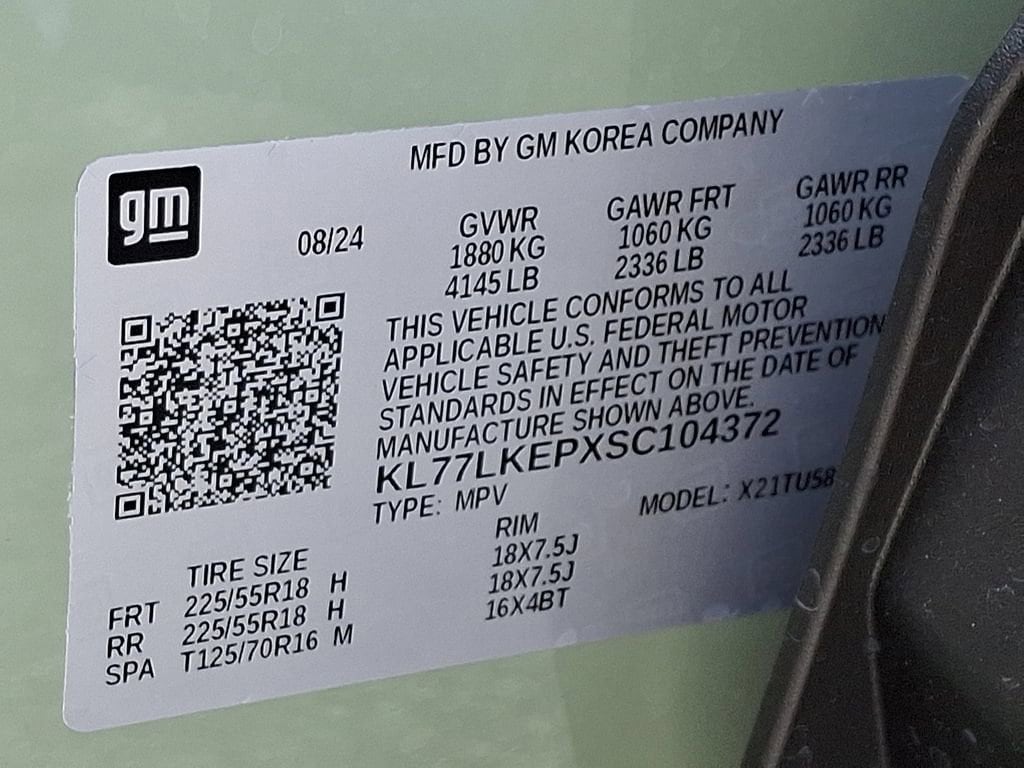 MFD BY GM KOREA COMPANY
gm
08/24
GVWR GAWR FRT GAWR RR
1880 KG 1060 KG 1060 KG
4145 LB 2336 LB 2336 LB
THIS VEHICLE CONFORMS TO ALL
APPLICABLE U.S. FEDERAL MOTOR
VEHICLE SAFETY AND THEFT PREVENTION
STANDARDS IN EFFECT ON THE DATE OF
MANUFACTURE SHOWN ABOVE.
KL77LKEPXSC104372
TYPE: MPV MODEL: X21TU58
TIRE SIZE RIM
FRT 225/55R18 H 18X7.5J
RR 225/55R18 H 18X7.5J
SPA T125/70R16 M 16X4BT